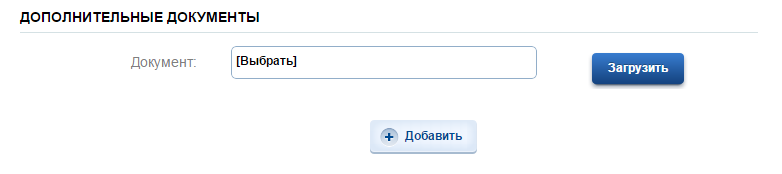 ДОПОЛНИТЕЛЬНЫЕ ДОКУМЕНТЫ
Документ: [Выбрать] Загрузить
Добавить